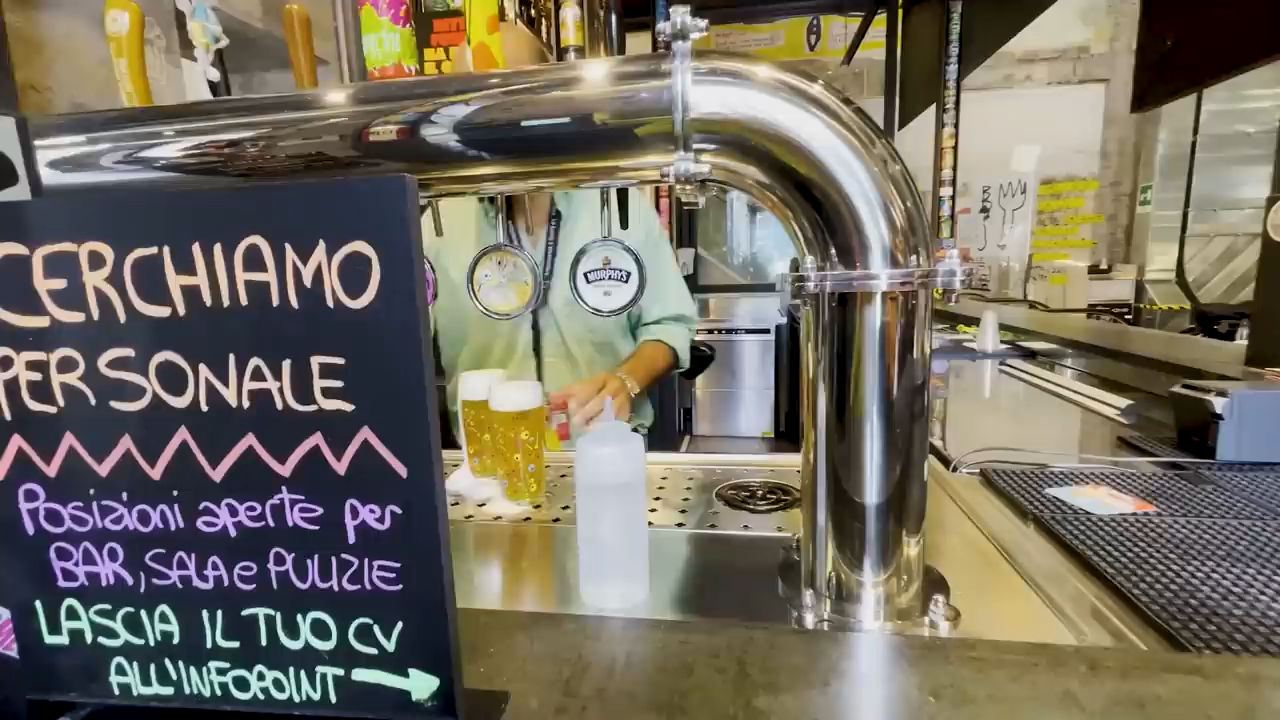 CERCHIAMO
PERSONALE
Posizioni aperte per
BAR, SALA e PULIZIE
LASCIA IL TUO CV
ALL'INFOPOINT
MURPHY'S